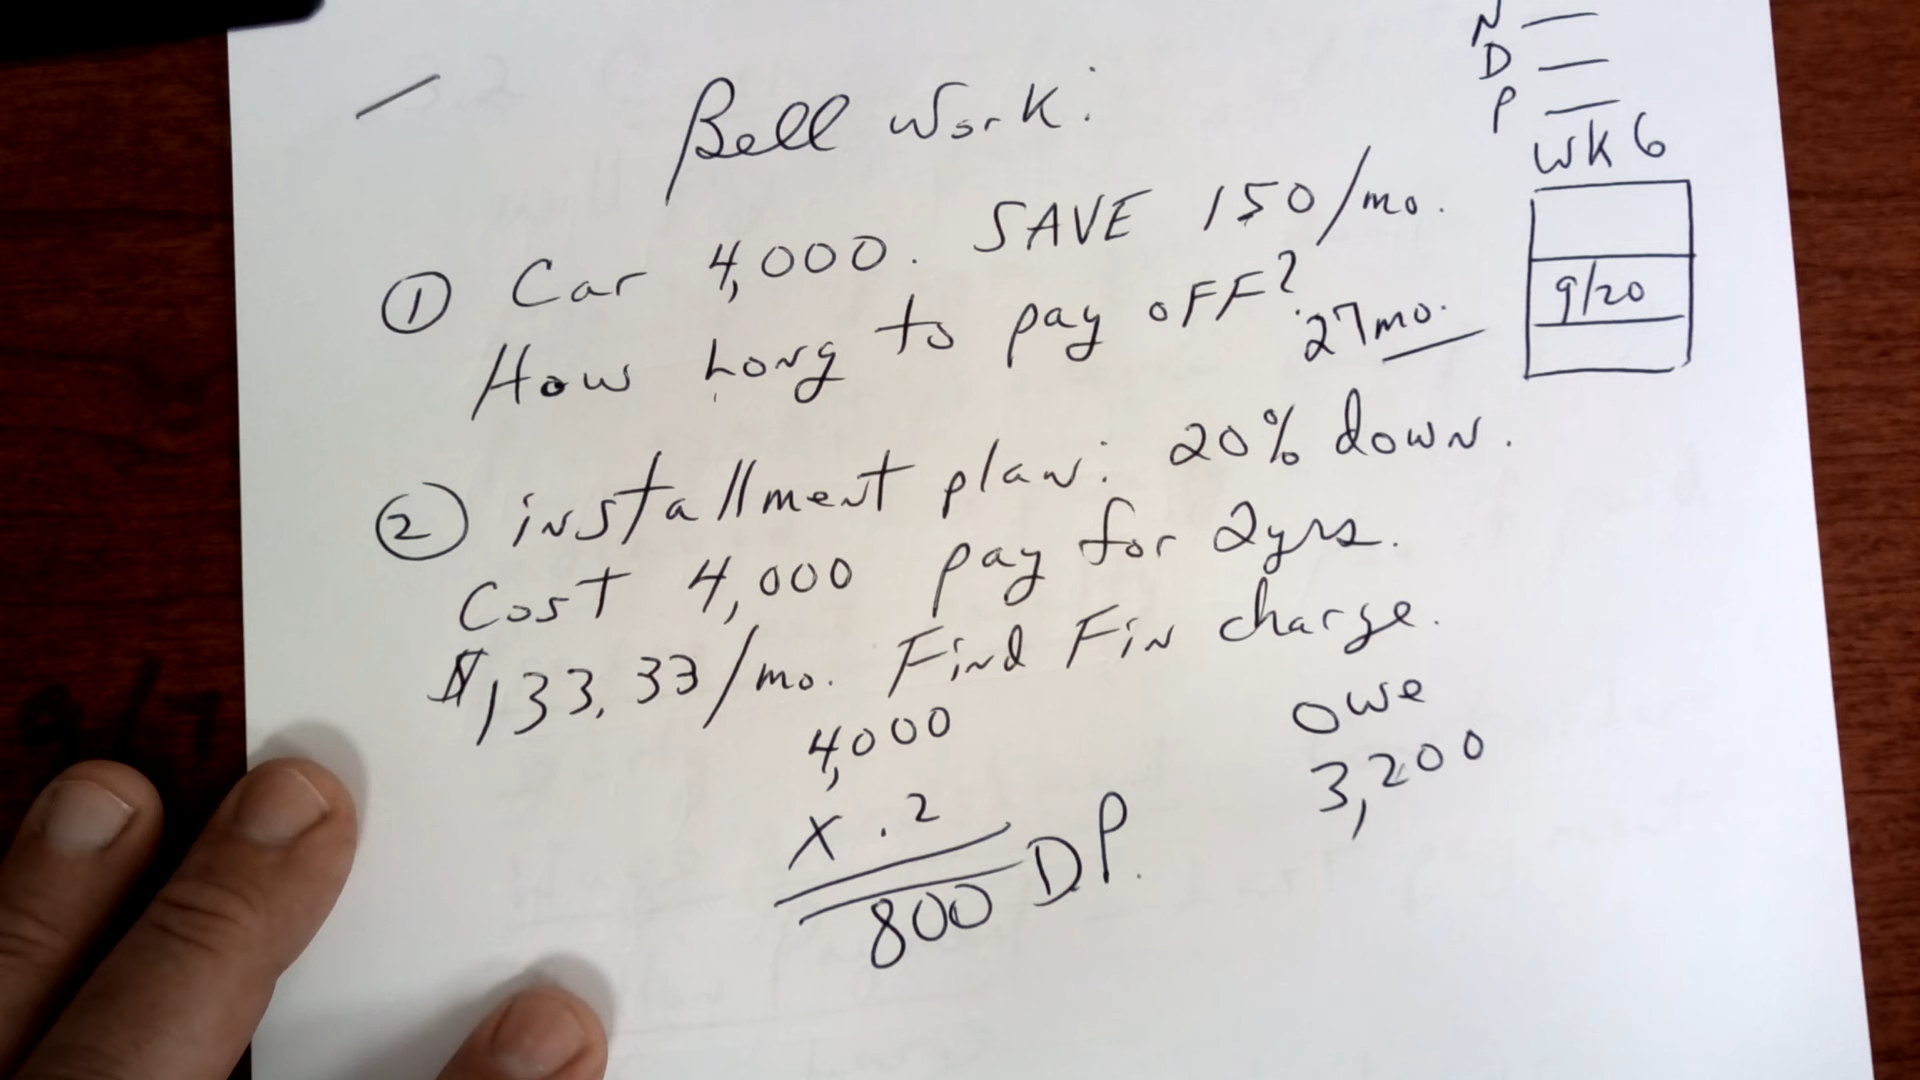 N
D
P
WK 6
9/20
Bell Work:
① Car 4,000. SAVE 150/mo.
How Long to pay off?
27mo.
② installment plan: 20% down.
Cost 4,000 pay for 2yrs.
$133.33/mo. Find Fin charge.
4,000
x .2
800 DP.
owe
3,200